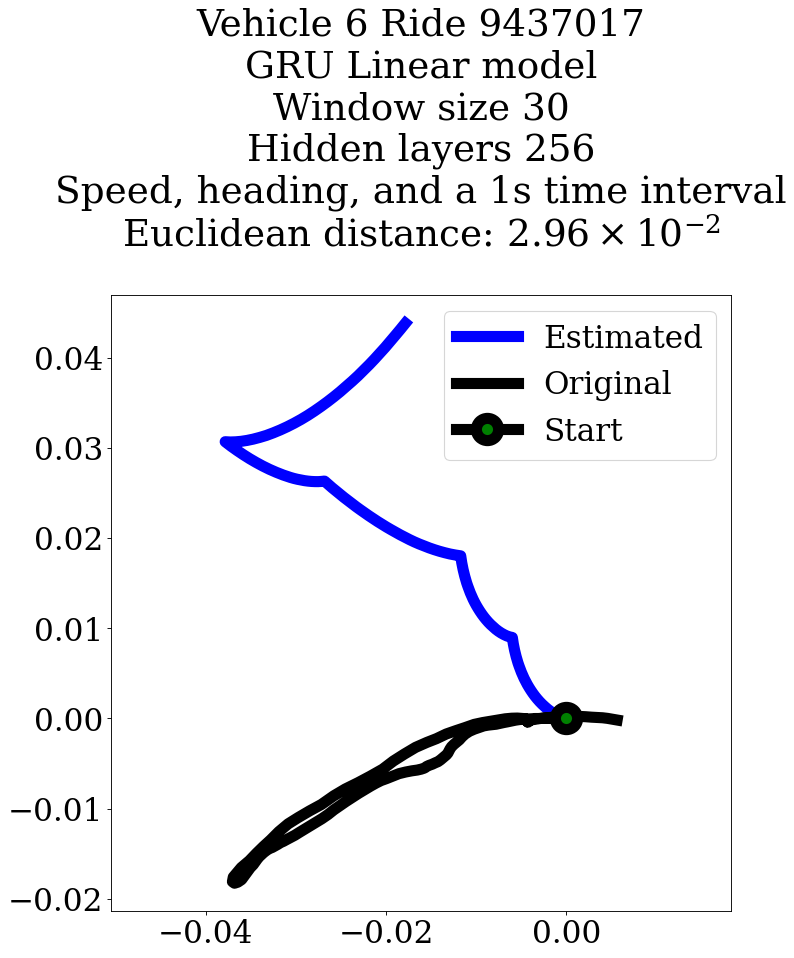 Vehicle 6 Ride 9437017
GRU Linear model
Window size 30
Hidden layers 256
Speed, heading, and a 1s time interval
Euclidean distance: 2.96 × 10⁻²
Estimated
Original
Start
0.04
0.03
0.02
0.01
0.00
−0.01
−0.02
−0.04 −0.02 0.00